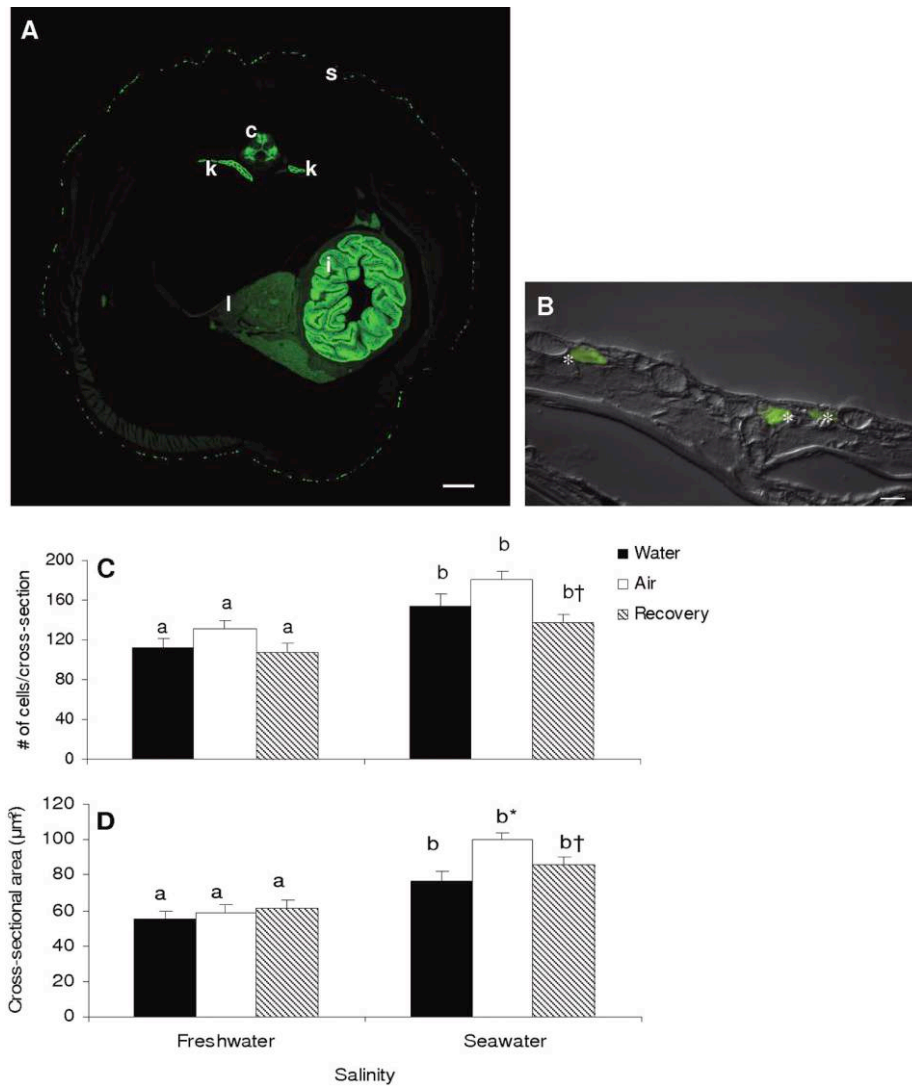 A
s
c
k k
i
l
B
*
* *
C
# of cells/cross-section
200
160
120
80
40
0
a a a
b b b†
Water
Air
Recovery
D
Cross-sectional area (µm²)
120
100
80
60
40
20
0
a a a
b b* b†
Freshwater Seawater
Salinity